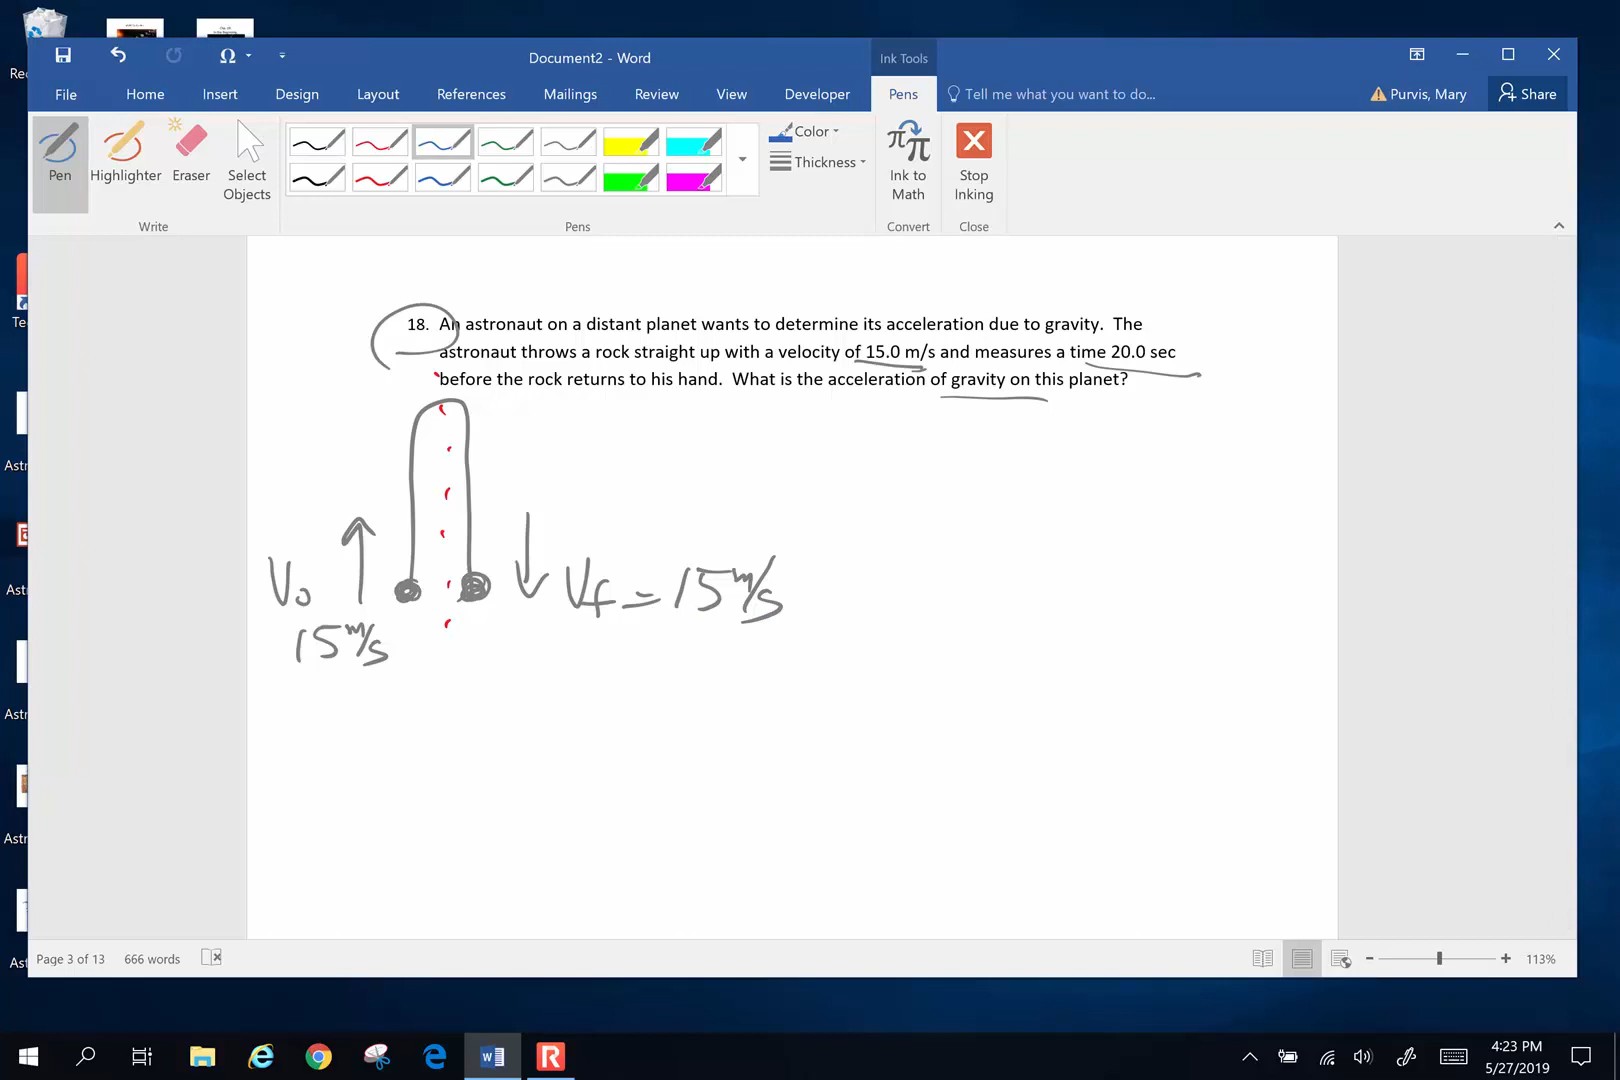 Document2 - Word
Ink Tools
File
Home
Insert
Design
Layout
References
Mailings
Review
View
Developer
Pens
Tell me what you want to do...
Purvis, Mary
Share
Pen
Highlighter
Eraser
Select Objects
Color
Thickness
Ink to Math
Stop Inking
Write
Pens
Convert
Close
18. An astronaut on a distant planet wants to determine its acceleration due to gravity. The
astronaut throws a rock straight up with a velocity of 15.0 m/s and measures a time 20.0 sec
before the rock returns to his hand. What is the acceleration of gravity on this planet?
Vo
15 m/s
Vf = 15 m/s
Page 3 of 13
666 words
113%
4:23 PM
5/27/2019